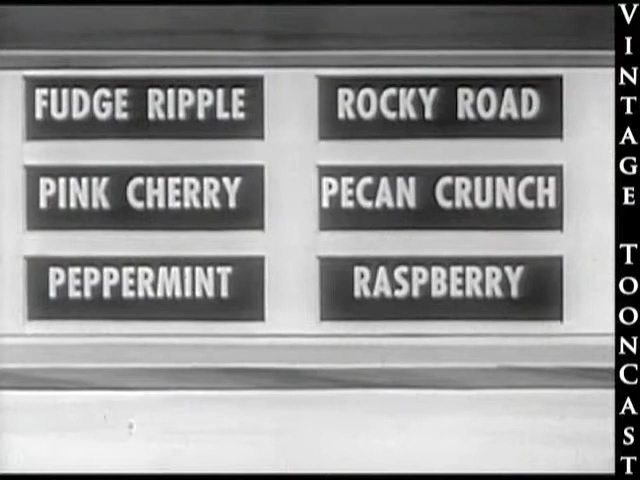 FUDGE RIPPLE
ROCKY ROAD
PINK CHERRY
PECAN CRUNCH
PEPPERMINT
RASPBERRY
VINTAGE TOONCAST